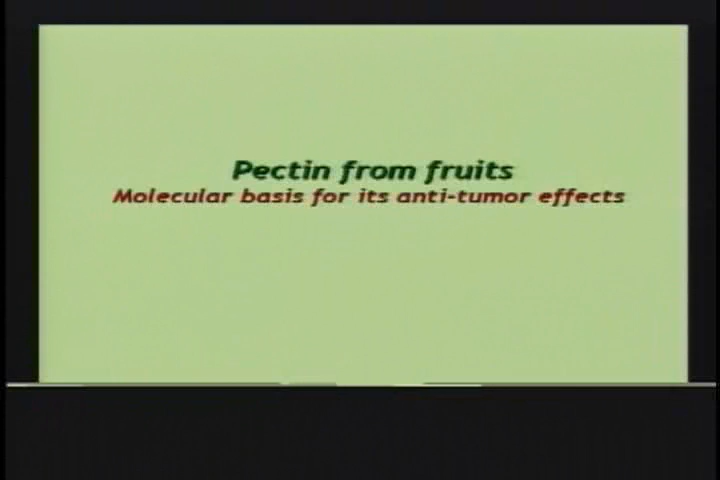 Pectin from fruits
Molecular basis for its anti-tumor effects